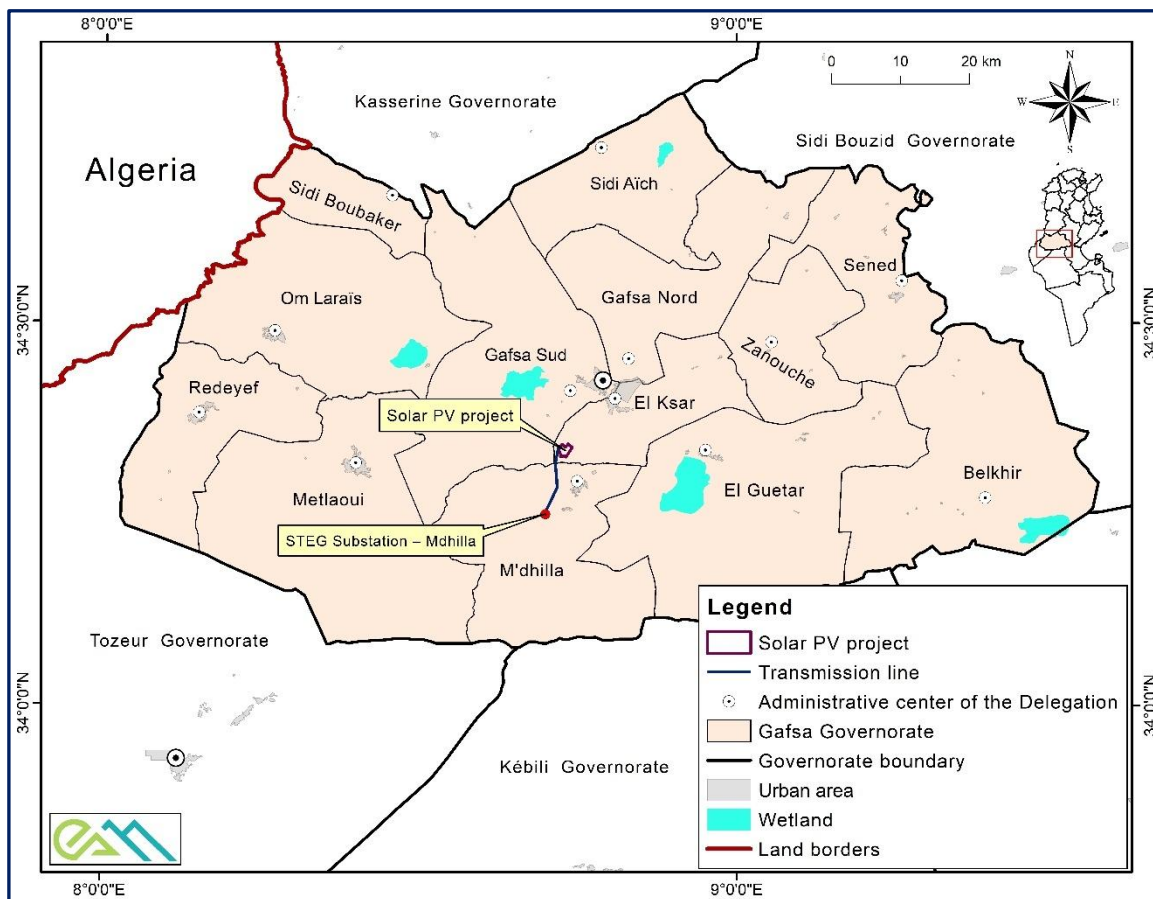 8°0'0"E
9°0'0"E
0 10 20 km
N
W
E
S
Kasserine Governorate
Sidi Bouzid Governorate
Algeria
Sidi Aïch
Sidi Boubaker
Sened
Om Laraïs
Gafsa Nord
34°30'0"N
34°30'0"N
Zanouche
Gafsa Sud
Redeyef
El Ksar
Solar PV project
Belkhir
El Guetar
Metlaoui
STEG Substation – Mdhilla
M'dhilla
Legend
Solar PV project
Transmission line
Administrative center of the Delegation
Gafsa Governorate
Governorate boundary
Urban area
Wetland
Land borders
Tozeur Governorate
34°0'0"N
34°0'0"N
Kébili Governorate
8°0'0"E
9°0'0"E